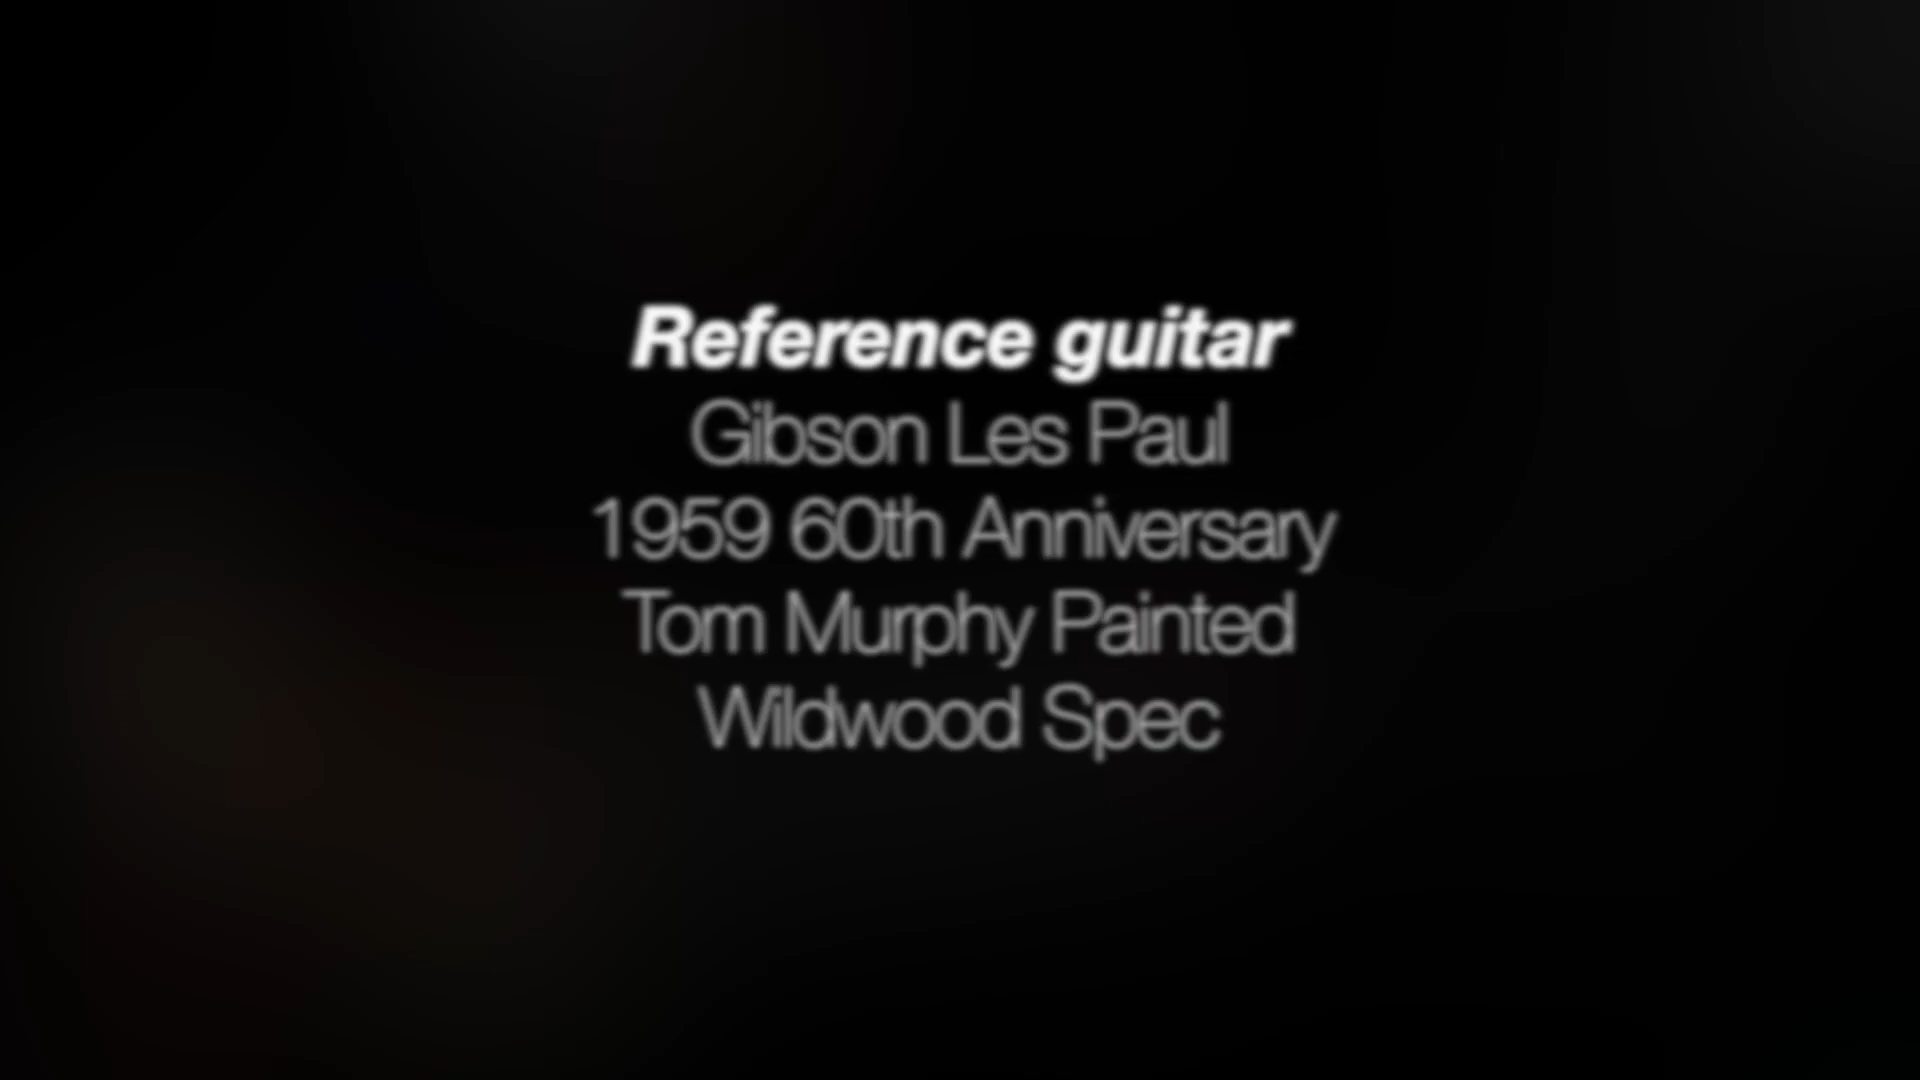 Reference guitar
Gibson Les Paul
1959 60th Anniversary
Tom Murphy Painted
Wildwood Spec